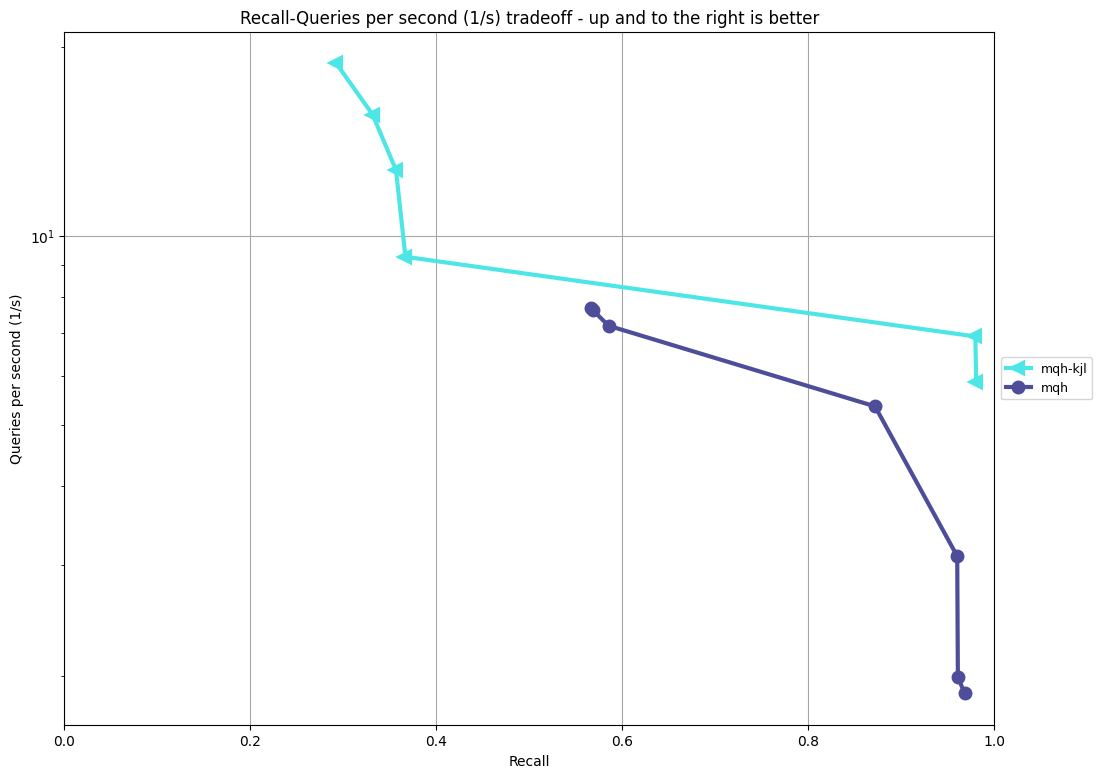 Recall-Queries per second (1/s) tradeoff - up and to the right is better
Queries per second (1/s)
10¹
0.0 0.2 0.4 0.6 0.8 1.0
Recall
mqh-kjl
mqh